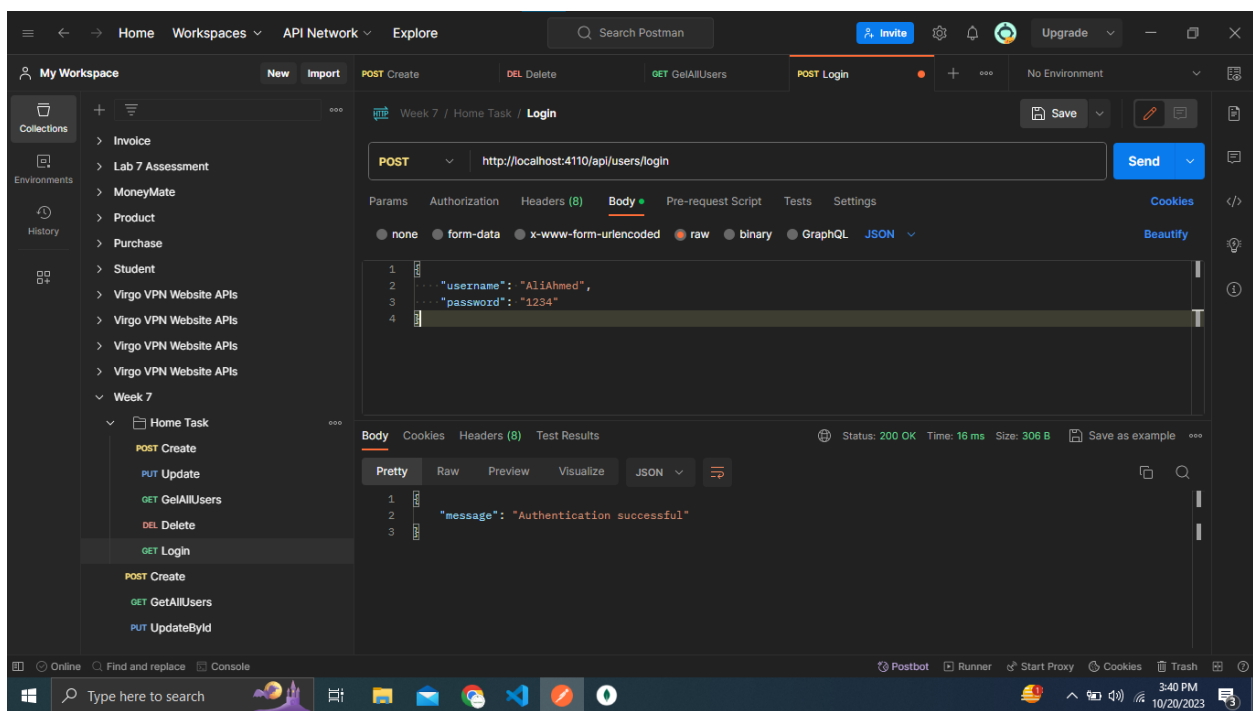 Home Workspaces API Network Explore Search Postman Invite Upgrade
My Workspace New Import POST Create DEL Delete GET GelAllUsers POST Login No Environment
Collections
Environments
History
Invoice
Lab 7 Assessment
MoneyMate
Product
Purchase
Student
Virgo VPN Website APIs
Virgo VPN Website APIs
Virgo VPN Website APIs
Virgo VPN Website APIs
Week 7
Home Task
POST Create
PUT Update
GET GelAllUsers
DEL Delete
GET Login
POST Create
GET GetAllUsers
PUT UpdateById
HTTP Week 7 / Home Task / Login Save
POST http://localhost:4110/api/users/login Send
Params Authorization Headers (8) Body Pre-request Script Tests Settings Cookies
none form-data x-www-form-urlencoded raw binary GraphQL JSON Beautify
1 {
2 "username": "AliAhmed",
3 "password": "1234"
4 }
Body Cookies Headers (8) Test Results Status: 200 OK Time: 16 ms Size: 306 B Save as example
Pretty Raw Preview Visualize JSON
1 {
2 "message": "Authentication successful"
3 }
Online Find and replace Console Postbot Runner Start Proxy Cookies Trash
Type here to search 3:40 PM
10/20/2023 3